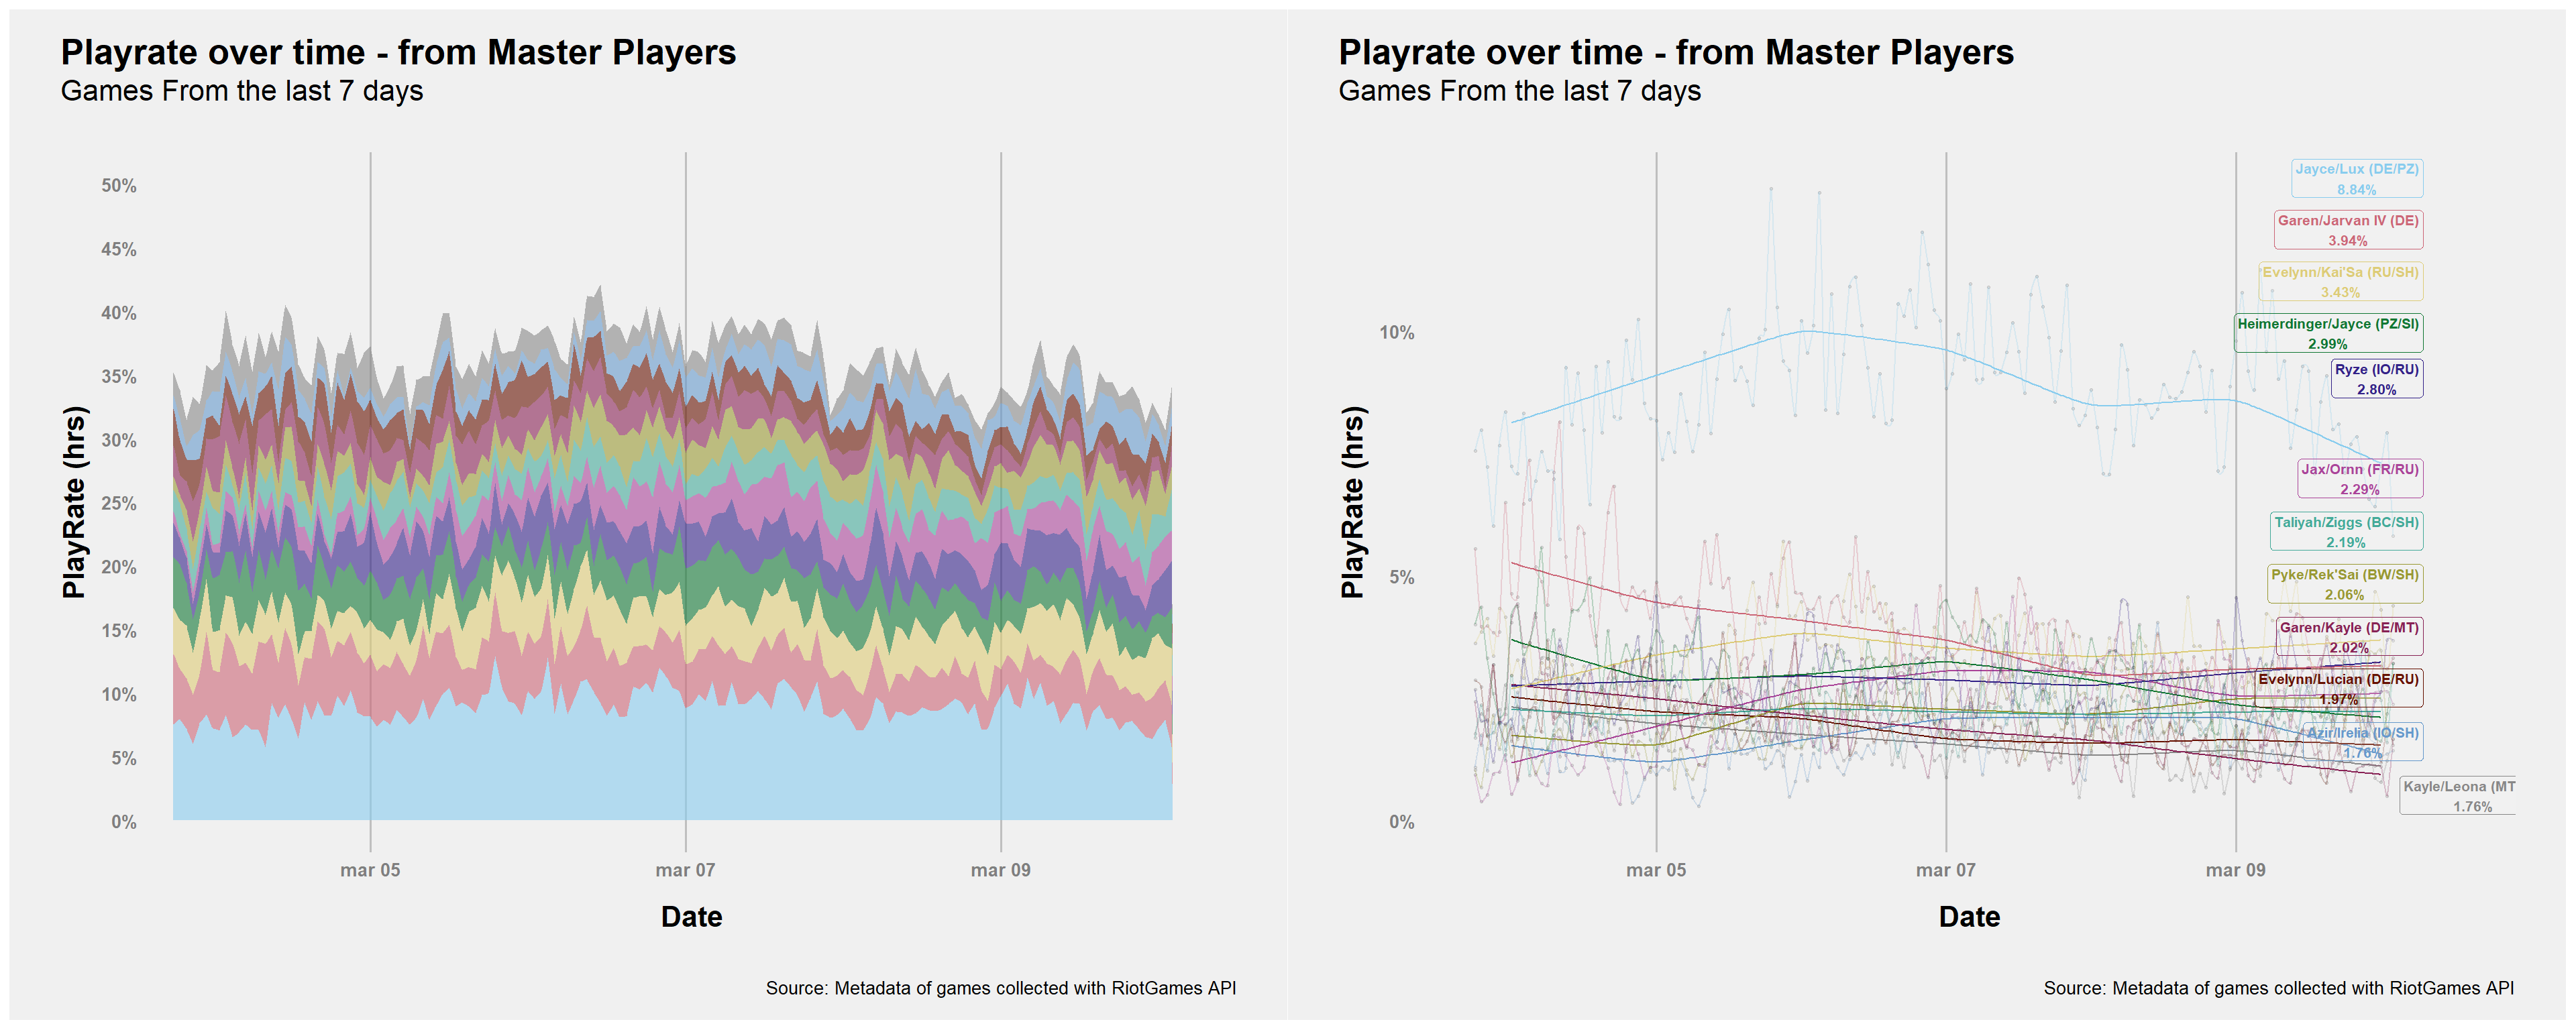 Playrate over time - from Master Players
Games From the last 7 days
PlayRate (hrs)
50%
45%
40%
35%
30%
25%
20%
15%
10%
5%
0%
mar 05
mar 07
mar 09
Date
Source: Metadata of games collected with RiotGames API
Playrate over time - from Master Players
Games From the last 7 days
PlayRate (hrs)
10%
5%
0%
Jayce/Lux (DE/PZ)
8.84%
Garen/Jarvan IV (DE)
3.94%
Evelynn/Kai'Sa (RU/SH)
3.43%
Heimerdinger/Jayce (PZ/SI)
2.99%
Ryze (IO/RU)
2.80%
Jax/Ornn (FR/RU)
2.29%
Taliyah/Ziggs (BC/SH)
2.19%
Pyke/Rek'Sai (BW/SH)
2.06%
Garen/Kayle (DE/MT)
2.02%
Evelynn/Lucian (DE/RU)
1.97%
Azir/Irelia (IO/SH)
1.76%
Kayle/Leona (MT
1.76%
mar 05
mar 07
mar 09
Date
Source: Metadata of games collected with RiotGames API